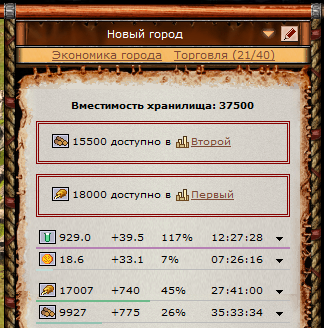 Новый город
Экономика города Торговля (21/40)
Вместимость хранилища: 37500
15500 доступно в Второй
18000 доступно в Первый
929.0 +39.5 117% 12:27:28
18.6 +33.1 7% 07:26:16
17007 +740 45% 27:41:00
9927 +775 26% 35:33:34